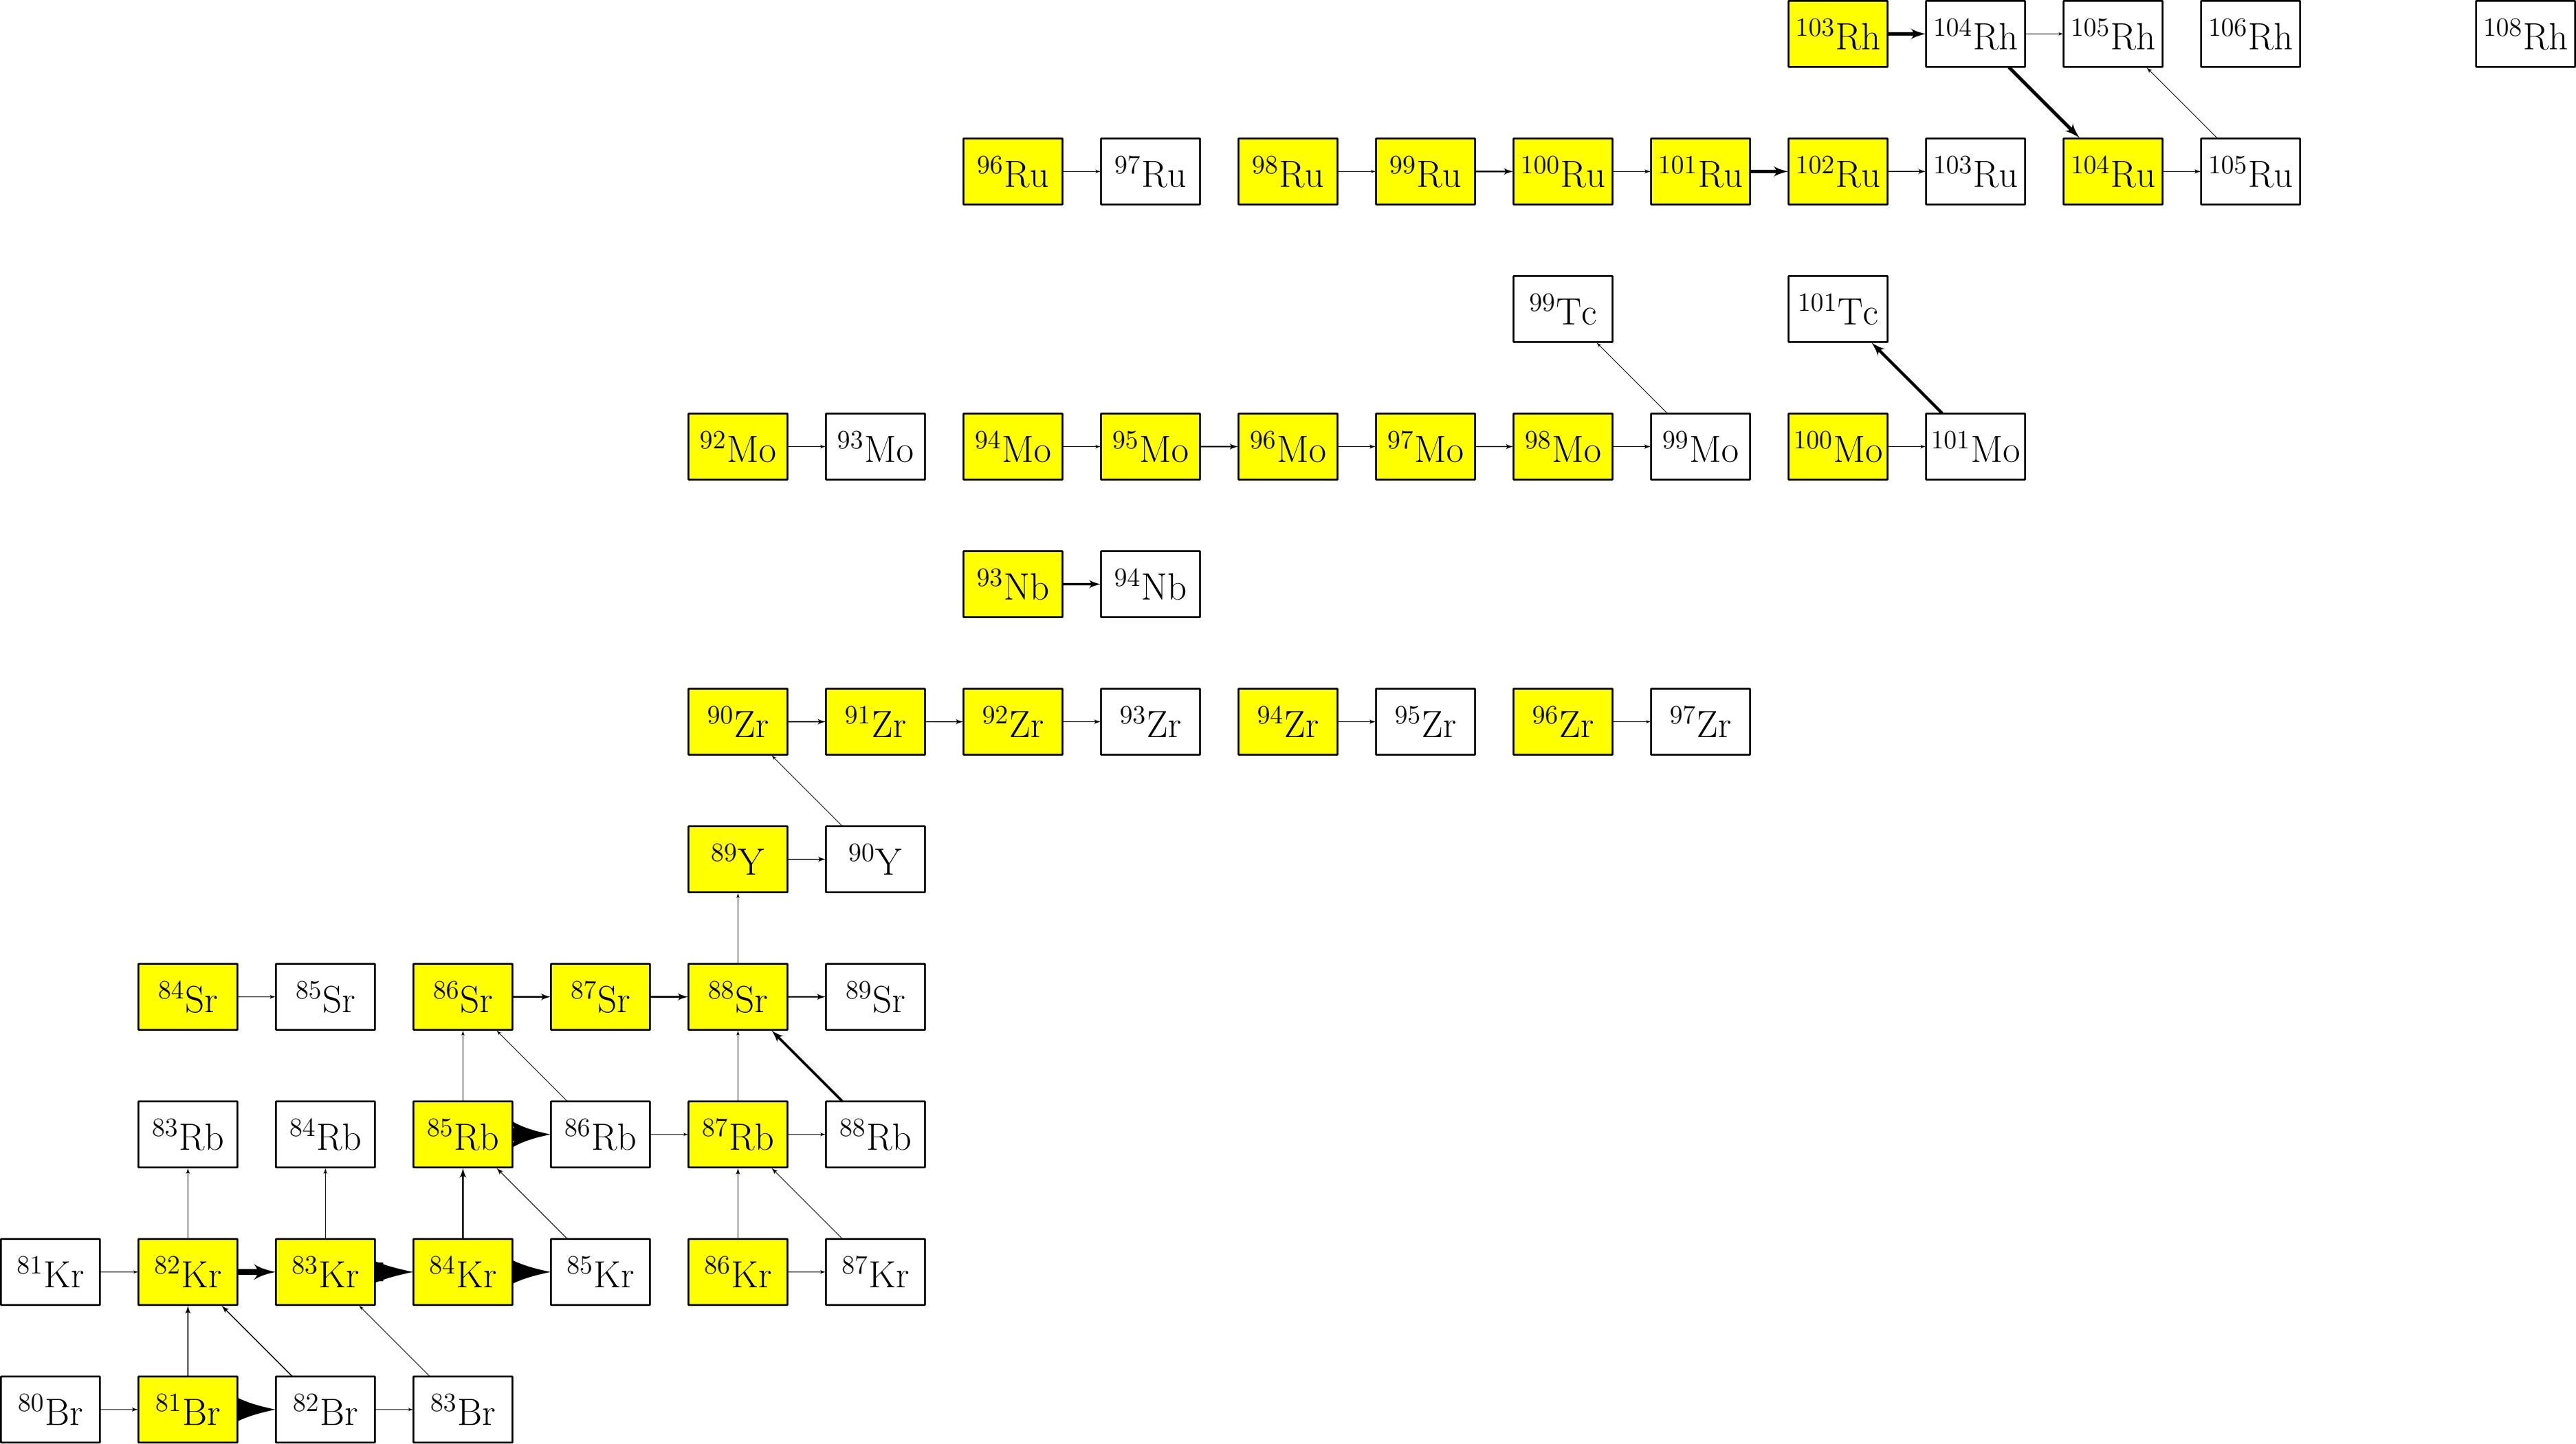 103Rh 104Rh 105Rh 106Rh 108Rh
96Ru 97Ru 98Ru 99Ru 100Ru 101Ru 102Ru 103Ru 104Ru 105Ru
99Tc 101Tc
92Mo 93Mo 94Mo 95Mo 96Mo 97Mo 98Mo 99Mo 100Mo 101Mo
93Nb 94Nb
90Zr 91Zr 92Zr 93Zr 94Zr 95Zr 96Zr 97Zr
89Y 90Y
84Sr 85Sr 86Sr 87Sr 88Sr 89Sr
83Rb 84Rb 85Rb 86Rb 87Rb 88Rb
81Kr 82Kr 83Kr 84Kr 85Kr 86Kr 87Kr
80Br 81Br 82Br 83Br